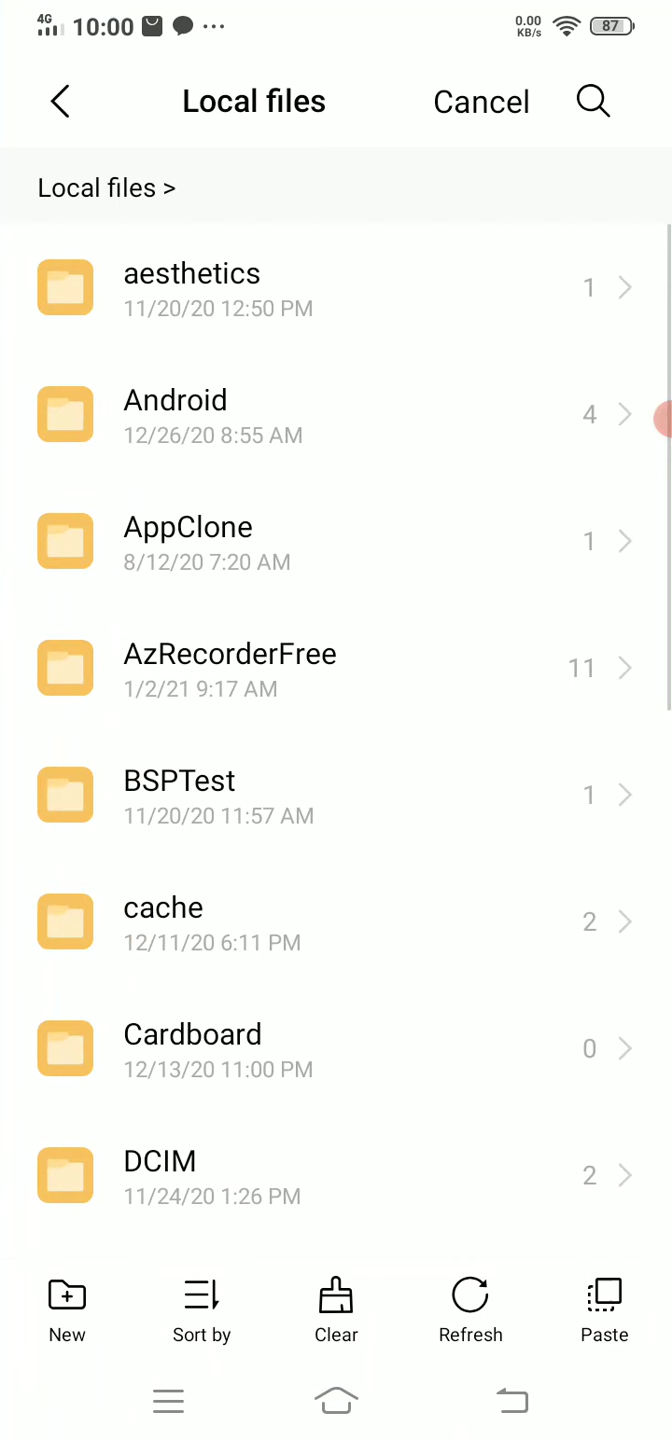 4G 10:00 ... 0.00 KB/s 87
Local files Cancel
Local files >
aesthetics
11/20/20 12:50 PM
1
Android
12/26/20 8:55 AM
4
AppClone
8/12/20 7:20 AM
1
AzRecorderFree
1/2/21 9:17 AM
11
BSPTest
11/20/20 11:57 AM
1
cache
12/11/20 6:11 PM
2
Cardboard
12/13/20 11:00 PM
0
DCIM
11/24/20 1:26 PM
2
New Sort by Clear Refresh Paste